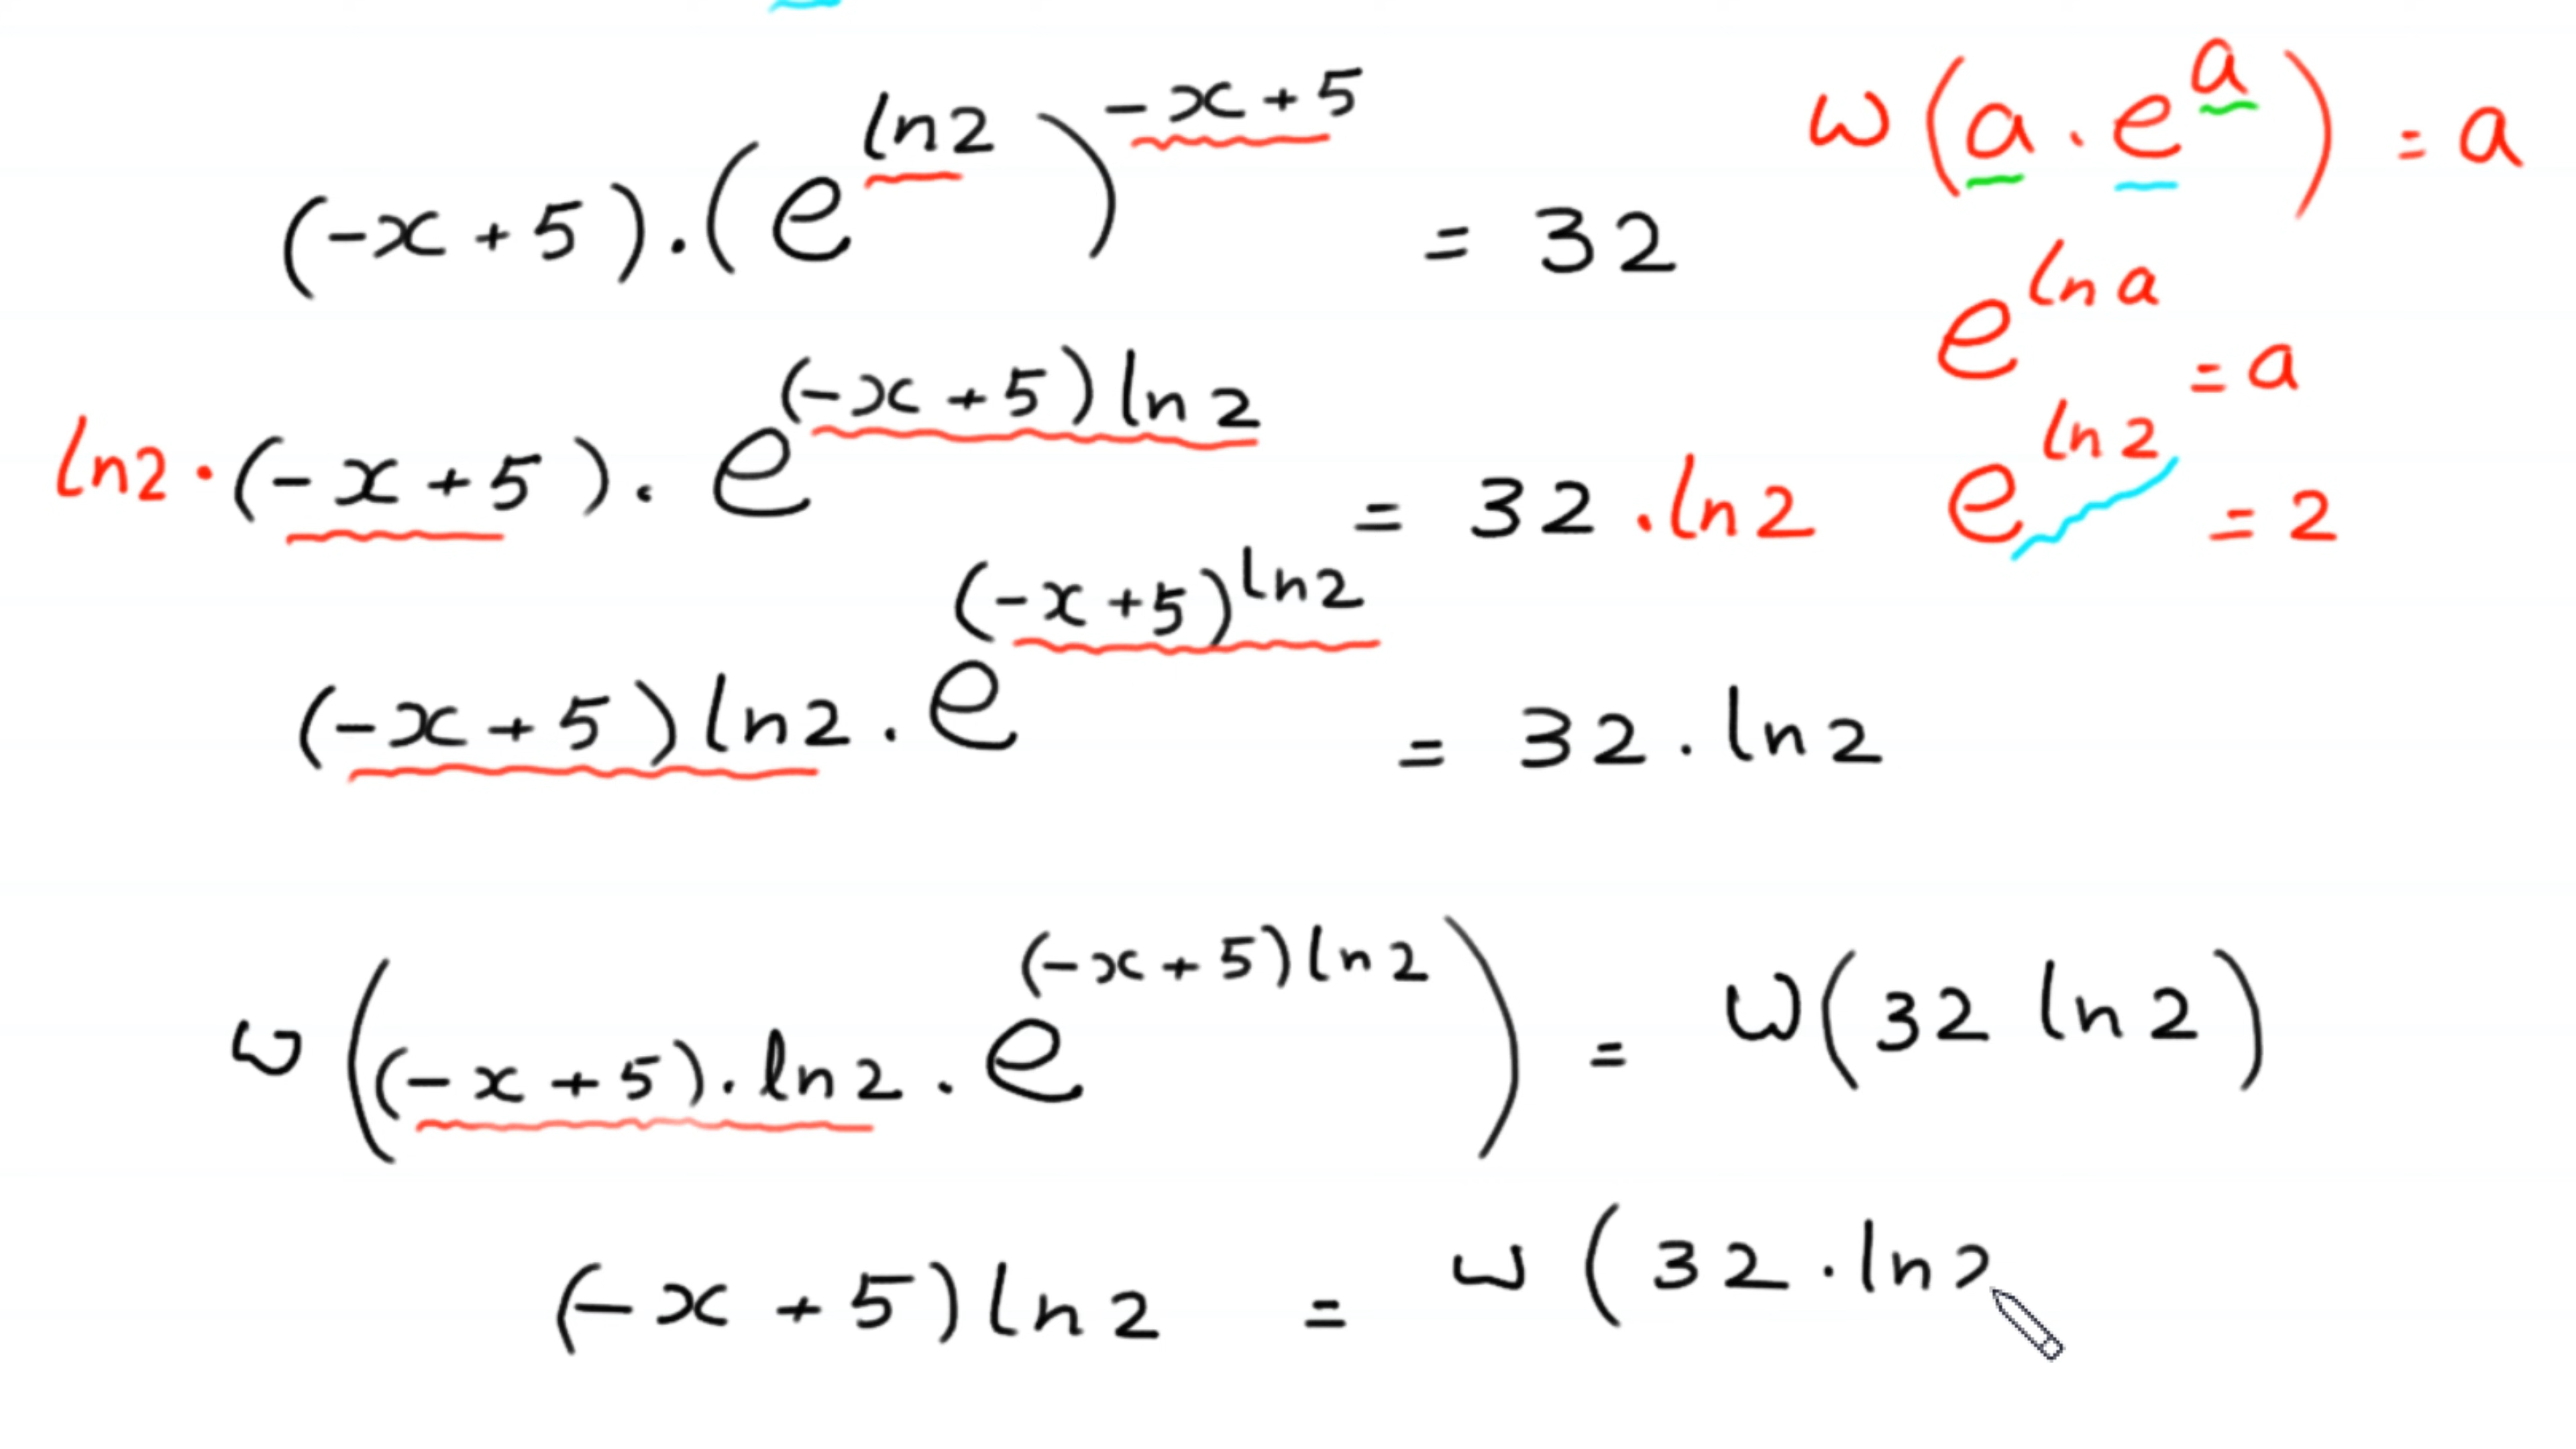 (-x+5)·(e^ln2)^-x+5 = 32
w(a·e^a) = a
e^ln a = a
ln2·(-x+5)·e^(-x+5)ln2 = 32·ln2
e^ln2 = 2
(-x+5)ln2·e^(-x+5)ln2 = 32·ln2
w((-x+5)·ln2·e^(-x+5)ln2) = W(32 ln2)
(-x+5)ln2 = w(32·ln2